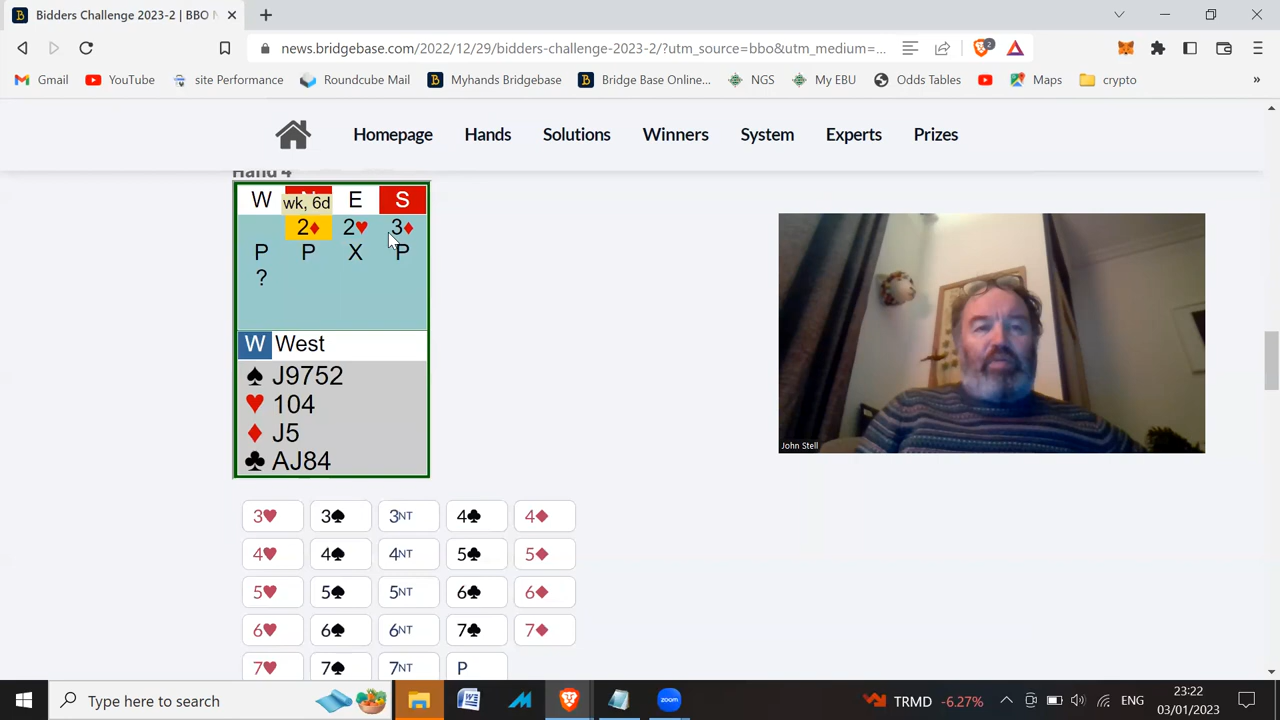 Bidders Challenge 2023-2 | BBO N
news.bridgebase.com/2022/12/29/bidders-challenge-2023-2/?utm_source=bbo&utm_medium=...
2
Gmail YouTube site Performance Roundcube Mail Myhands Bridgebase Bridge Base Online... NGS My EBU Odds Tables Maps crypto »
Homepage Hands Solutions Winners System Experts Prizes
Hand 4
W N E S
wk, 6d
2♦ 2♥ 3♦
P P X P
?
W West
♠ J9752
♥ 104
♦ J5
♣ AJ84
3♥ 3♠ 3NT 4♣ 4♦
4♥ 4♠ 4NT 5♣ 5♦
5♥ 5♠ 5NT 6♣ 6♦
6♥ 6♠ 6NT 7♣ 7♦
7♥ 7♠ 7NT P
John Stell
Type here to search
zoom
TRMD -6.27% ENG
23:22
03/01/2023